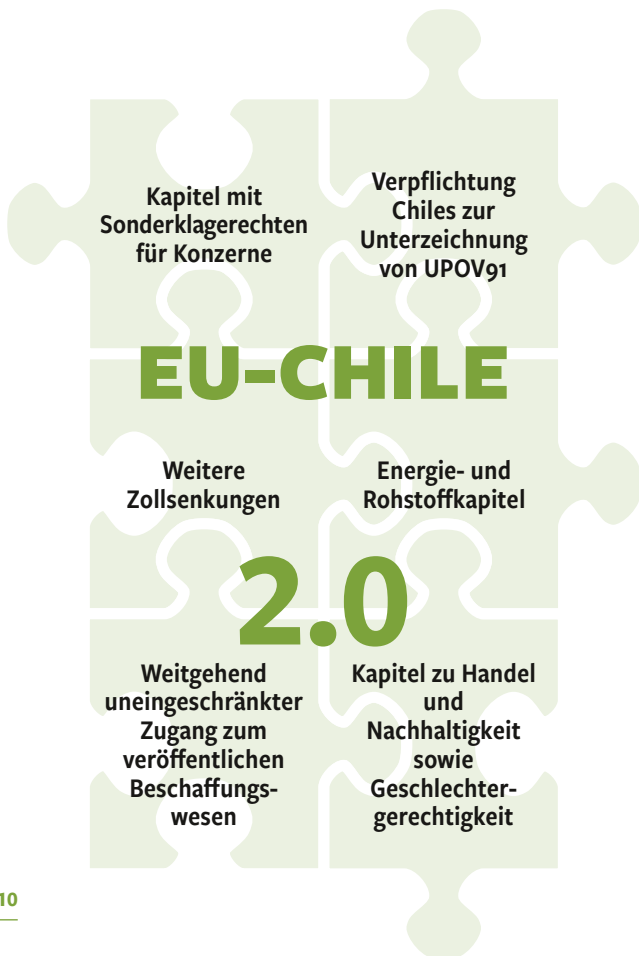 Kapitel mit
Sonderklagerechten
für Konzerne
Verpflichtung
Chiles zur
Unterzeichnung
von UPOV91
EU-CHILE
Weitere
Zollsenkungen
Energie- und
Rohstoffkapitel
2.0
Weitgehend
uneingeschränkter
Zugang zum
veröffentlichen
Beschaffungs-
wesen
Kapitel zu Handel
und
Nachhaltigkeit
sowie
Geschlechter-
gerechtigkeit
10